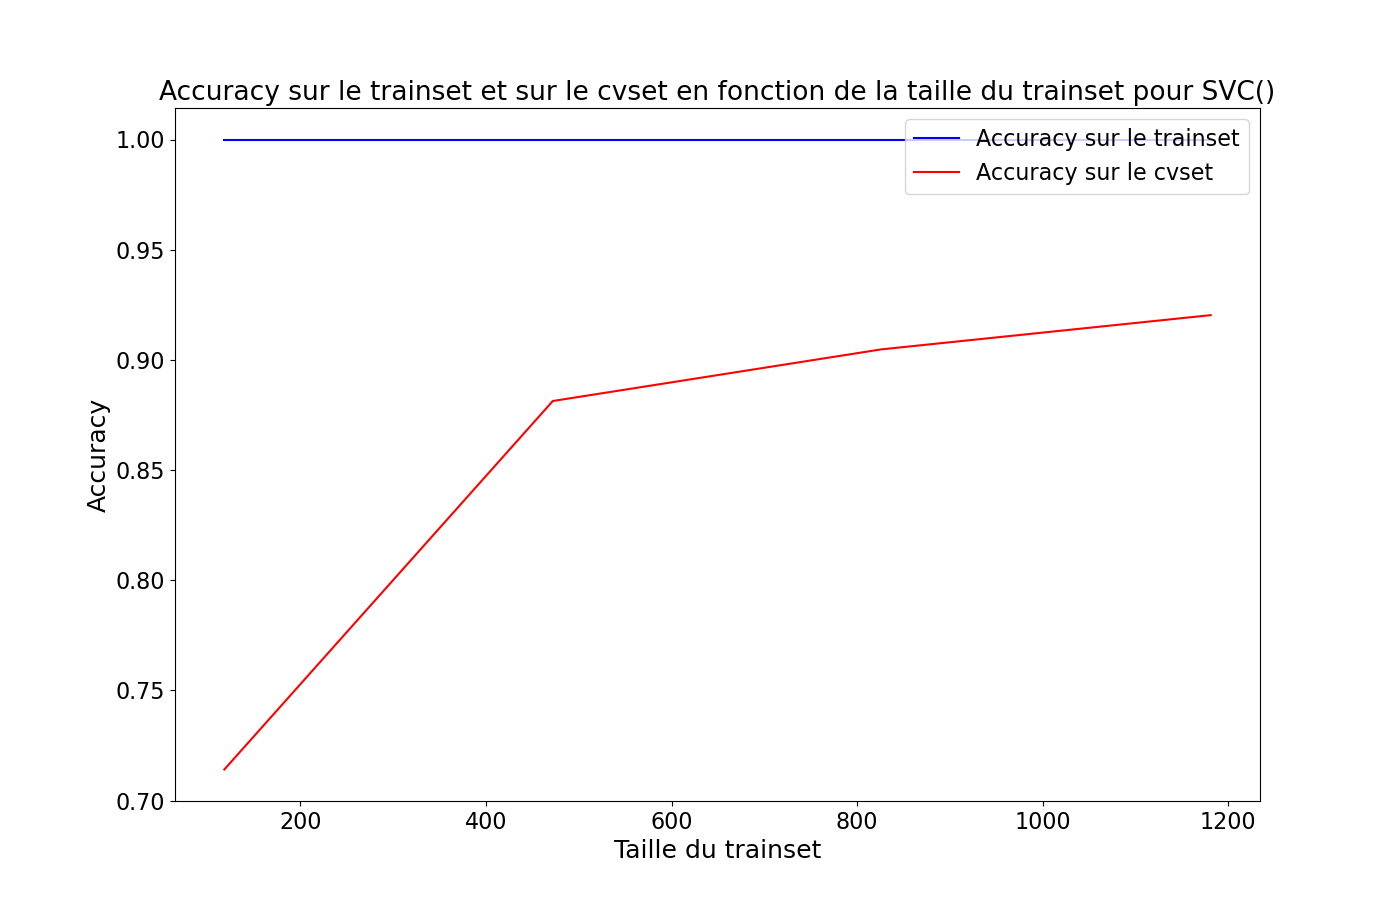 Accuracy sur le trainset et sur le cvset en fonction de la taille du trainset pour SVC()
Accuracy sur le trainset
Accuracy sur le cvset
1.00
0.95
0.90
0.85
0.80
0.75
0.70
Accuracy
200 400 600 800 1000 1200
Taille du trainset